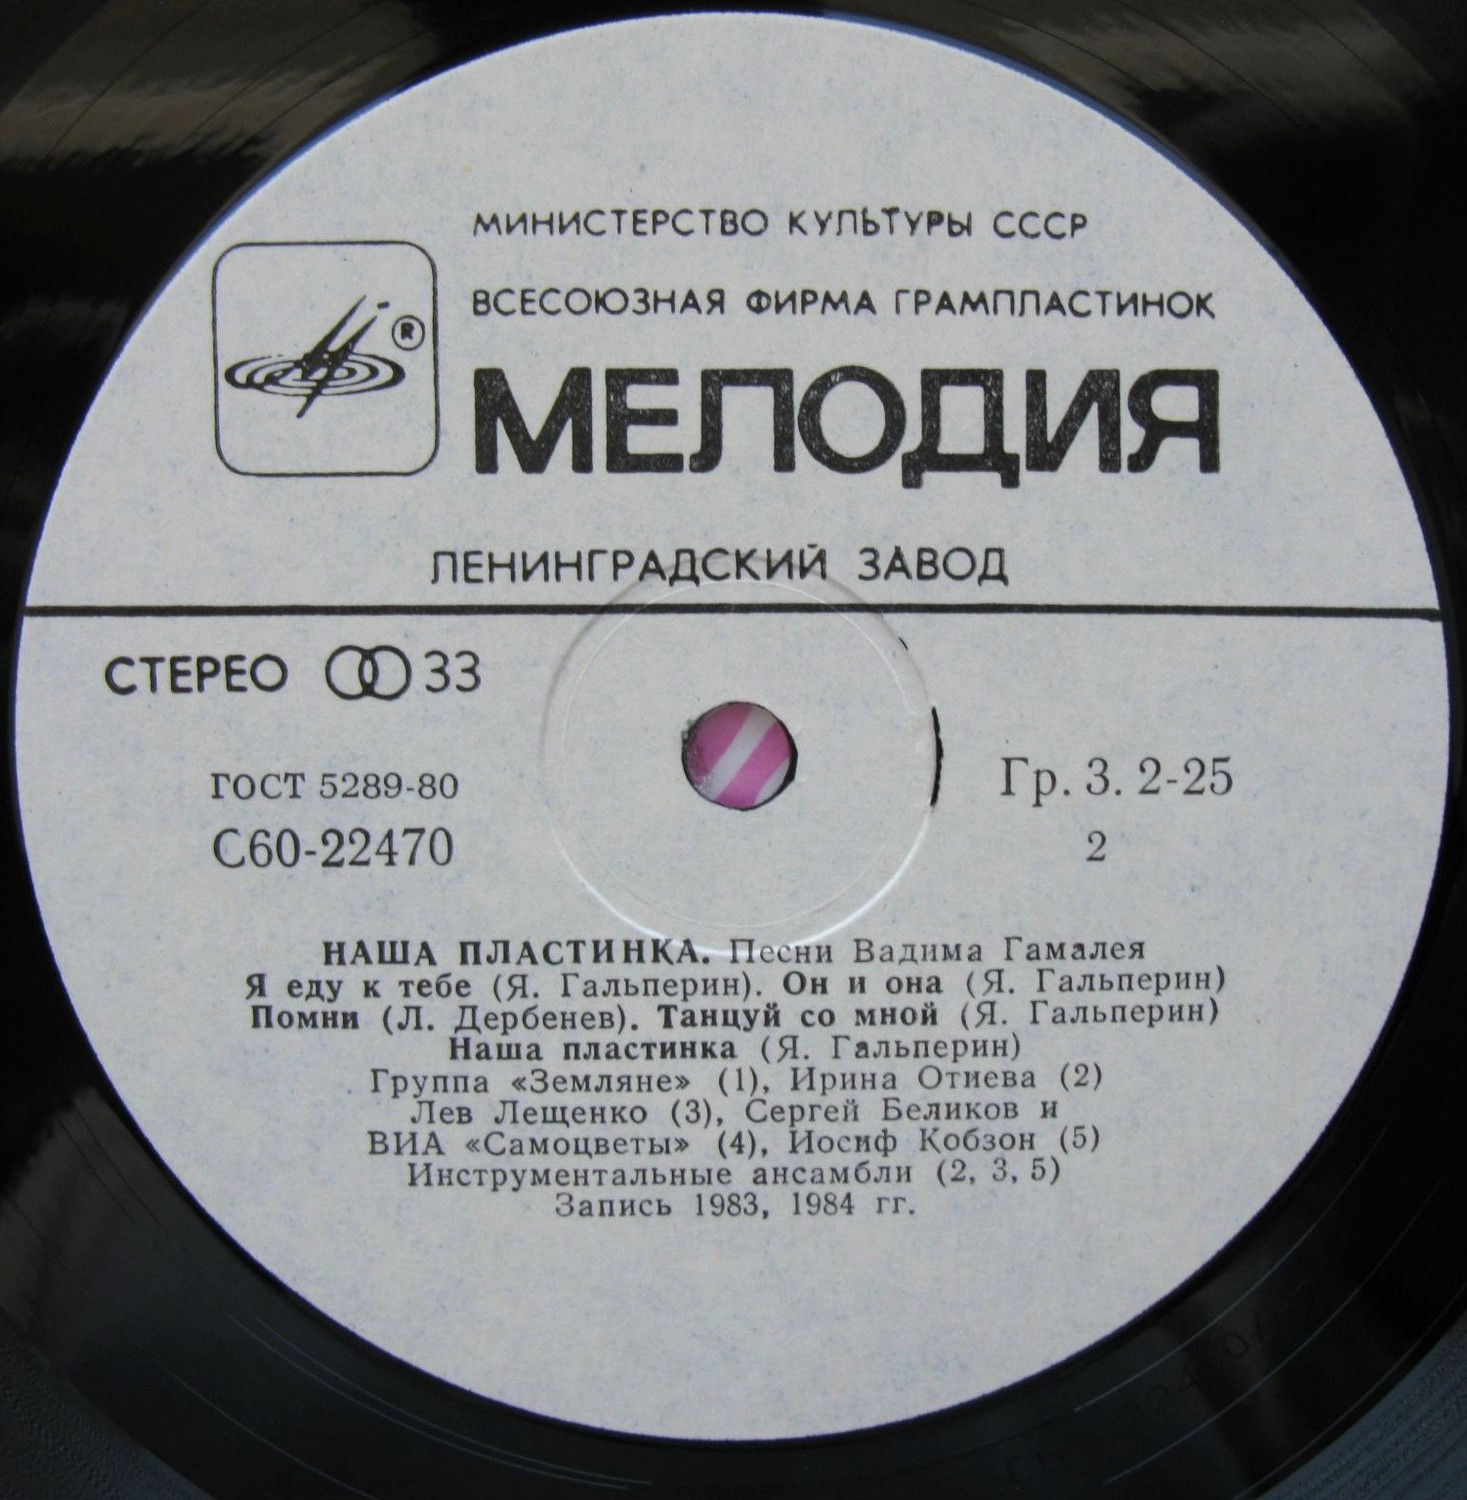 МИНИСТЕРСТВО КУЛЬТУРЫ СССР
ВСЕСОЮЗНАЯ ФИРМА ГРАМПЛАСТИНОК
®
МЕЛОДИЯ
ЛЕНИНГРАДСКИЙ ЗАВОД
СТЕРЕО 33
ГОСТ 5289-80
Гр. 3. 2-25
С60-22470
2
НАША ПЛАСТИНКА. Песни Вадима Гамалея
Я еду к тебе (Я. Гальперин). Он и она (Я. Гальперин)
Помни (Л. Дербенев). Танцуй со мной (Я. Гальперин)
Наша пластинка (Я. Гальперин)
Группа «Земляне» (1), Ирина Отиева (2)
Лев Лещенко (3), Сергей Беликов и
ВИА «Самоцветы» (4), Иосиф Кобзон (5)
Инструментальные ансамбли (2, 3, 5)
Запись 1983, 1984 гг.